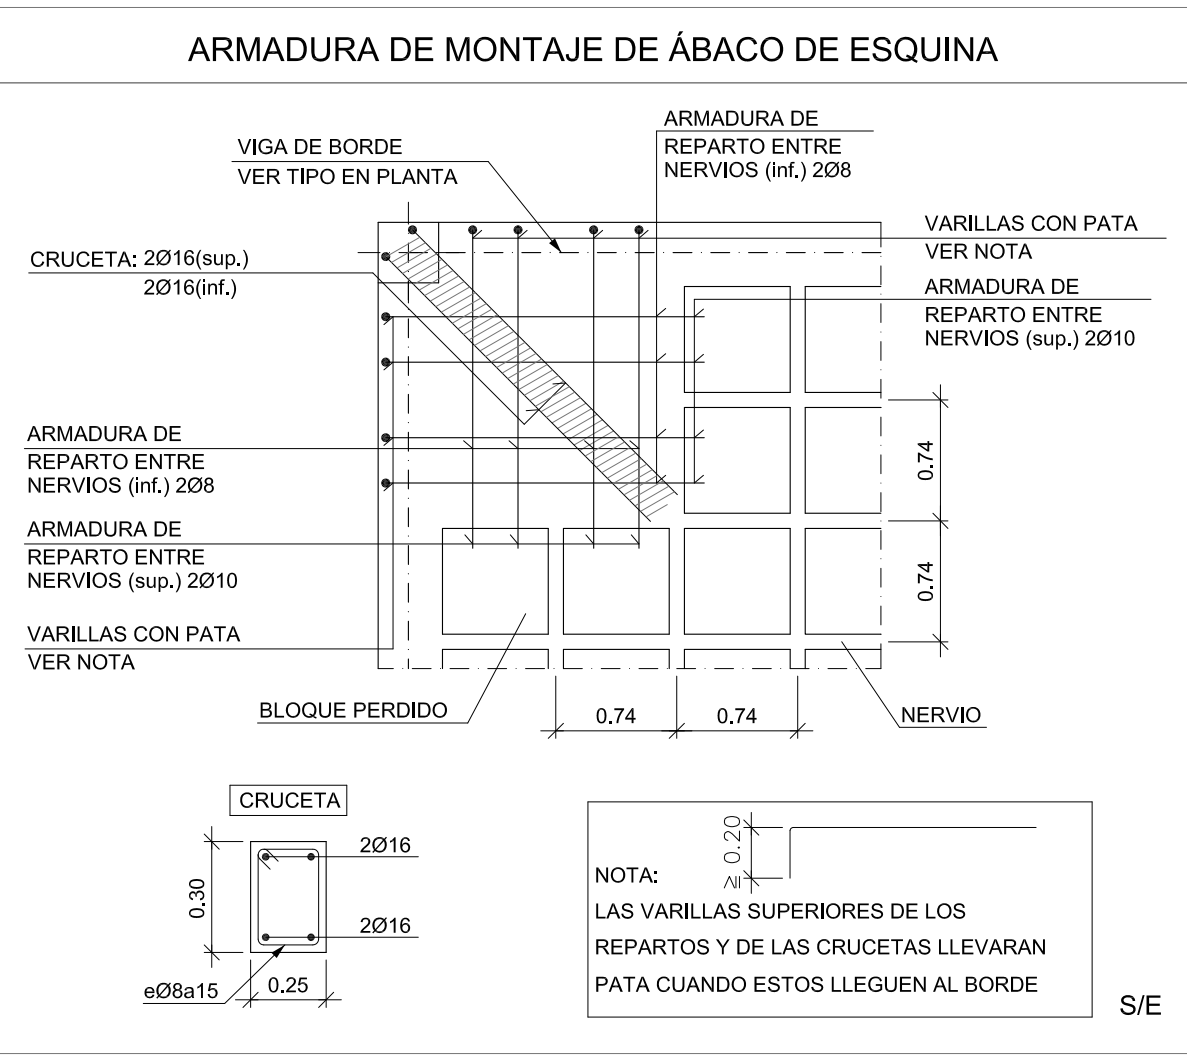 ARMADURA DE MONTAJE DE ÁBACO DE ESQUINA
ARMADURA DE
REPARTO ENTRE
NERVIOS (inf.) 2Ø8
VIGA DE BORDE
VER TIPO EN PLANTA
VARILLAS CON PATA
VER NOTA
CRUCETA: 2Ø16(sup.)
2Ø16(inf.)
ARMADURA DE
REPARTO ENTRE
NERVIOS (sup.) 2Ø10
ARMADURA DE
REPARTO ENTRE
NERVIOS (inf.) 2Ø8
0.74
ARMADURA DE
REPARTO ENTRE
NERVIOS (sup.) 2Ø10
0.74
VARILLAS CON PATA
VER NOTA
BLOQUE PERDIDO
0.74
0.74
NERVIO
CRUCETA
2Ø16
0.30
2Ø16
eØ8a15
0.25
≥ 0.20
NOTA:
LAS VARILLAS SUPERIORES DE LOS
REPARTOS Y DE LAS CRUCETAS LLEVARAN
PATA CUANDO ESTOS LLEGUEN AL BORDE
S/E